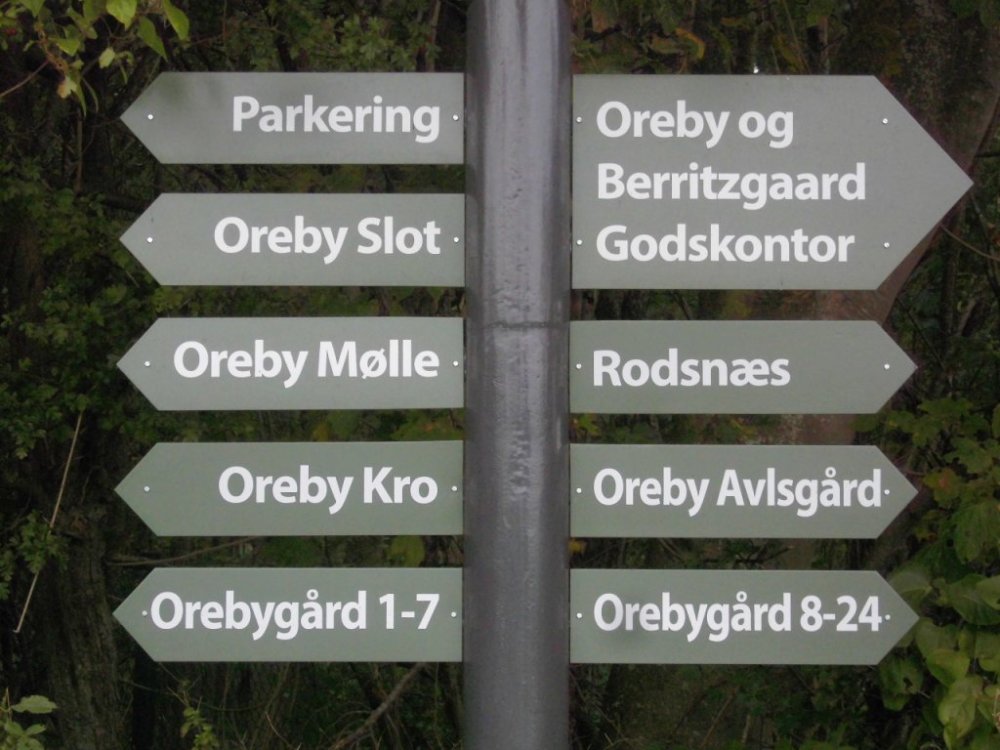 Parkering
Oreby Slot
Oreby Mølle
Oreby Kro
Orebygård 1-7
Oreby og
Berritzgaard
Godskontor
Rodsnæs
Oreby Avlsgård
Orebygård 8-24